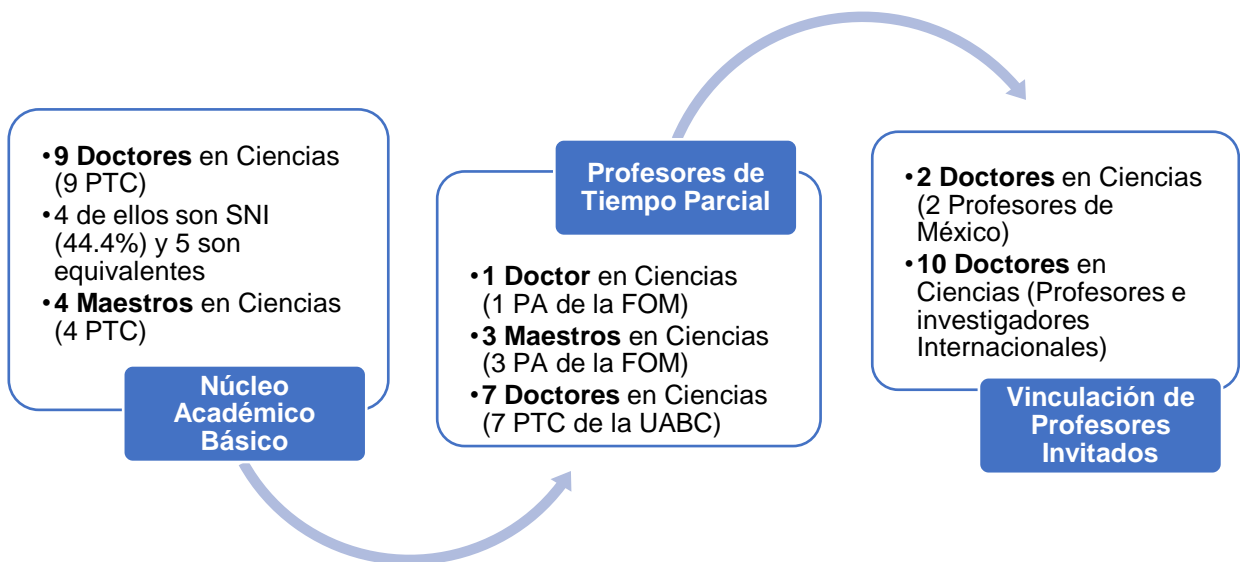 •9 Doctores en Ciencias
(9 PTC)
•4 de ellos son SNI
(44.4%) y 5 son
equivalentes
•4 Maestros en Ciencias
(4 PTC)
Núcleo
Académico
Básico
Profesores de
Tiempo Parcial
•1 Doctor en Ciencias
(1 PA de la FOM)
•3 Maestros en Ciencias
(3 PA de la FOM)
•7 Doctores en Ciencias
(7 PTC de la UABC)
•2 Doctores en Ciencias
(2 Profesores de
México)
•10 Doctores en
Ciencias (Profesores e
investigadores
Internacionales)
Vinculación de
Profesores
Invitados